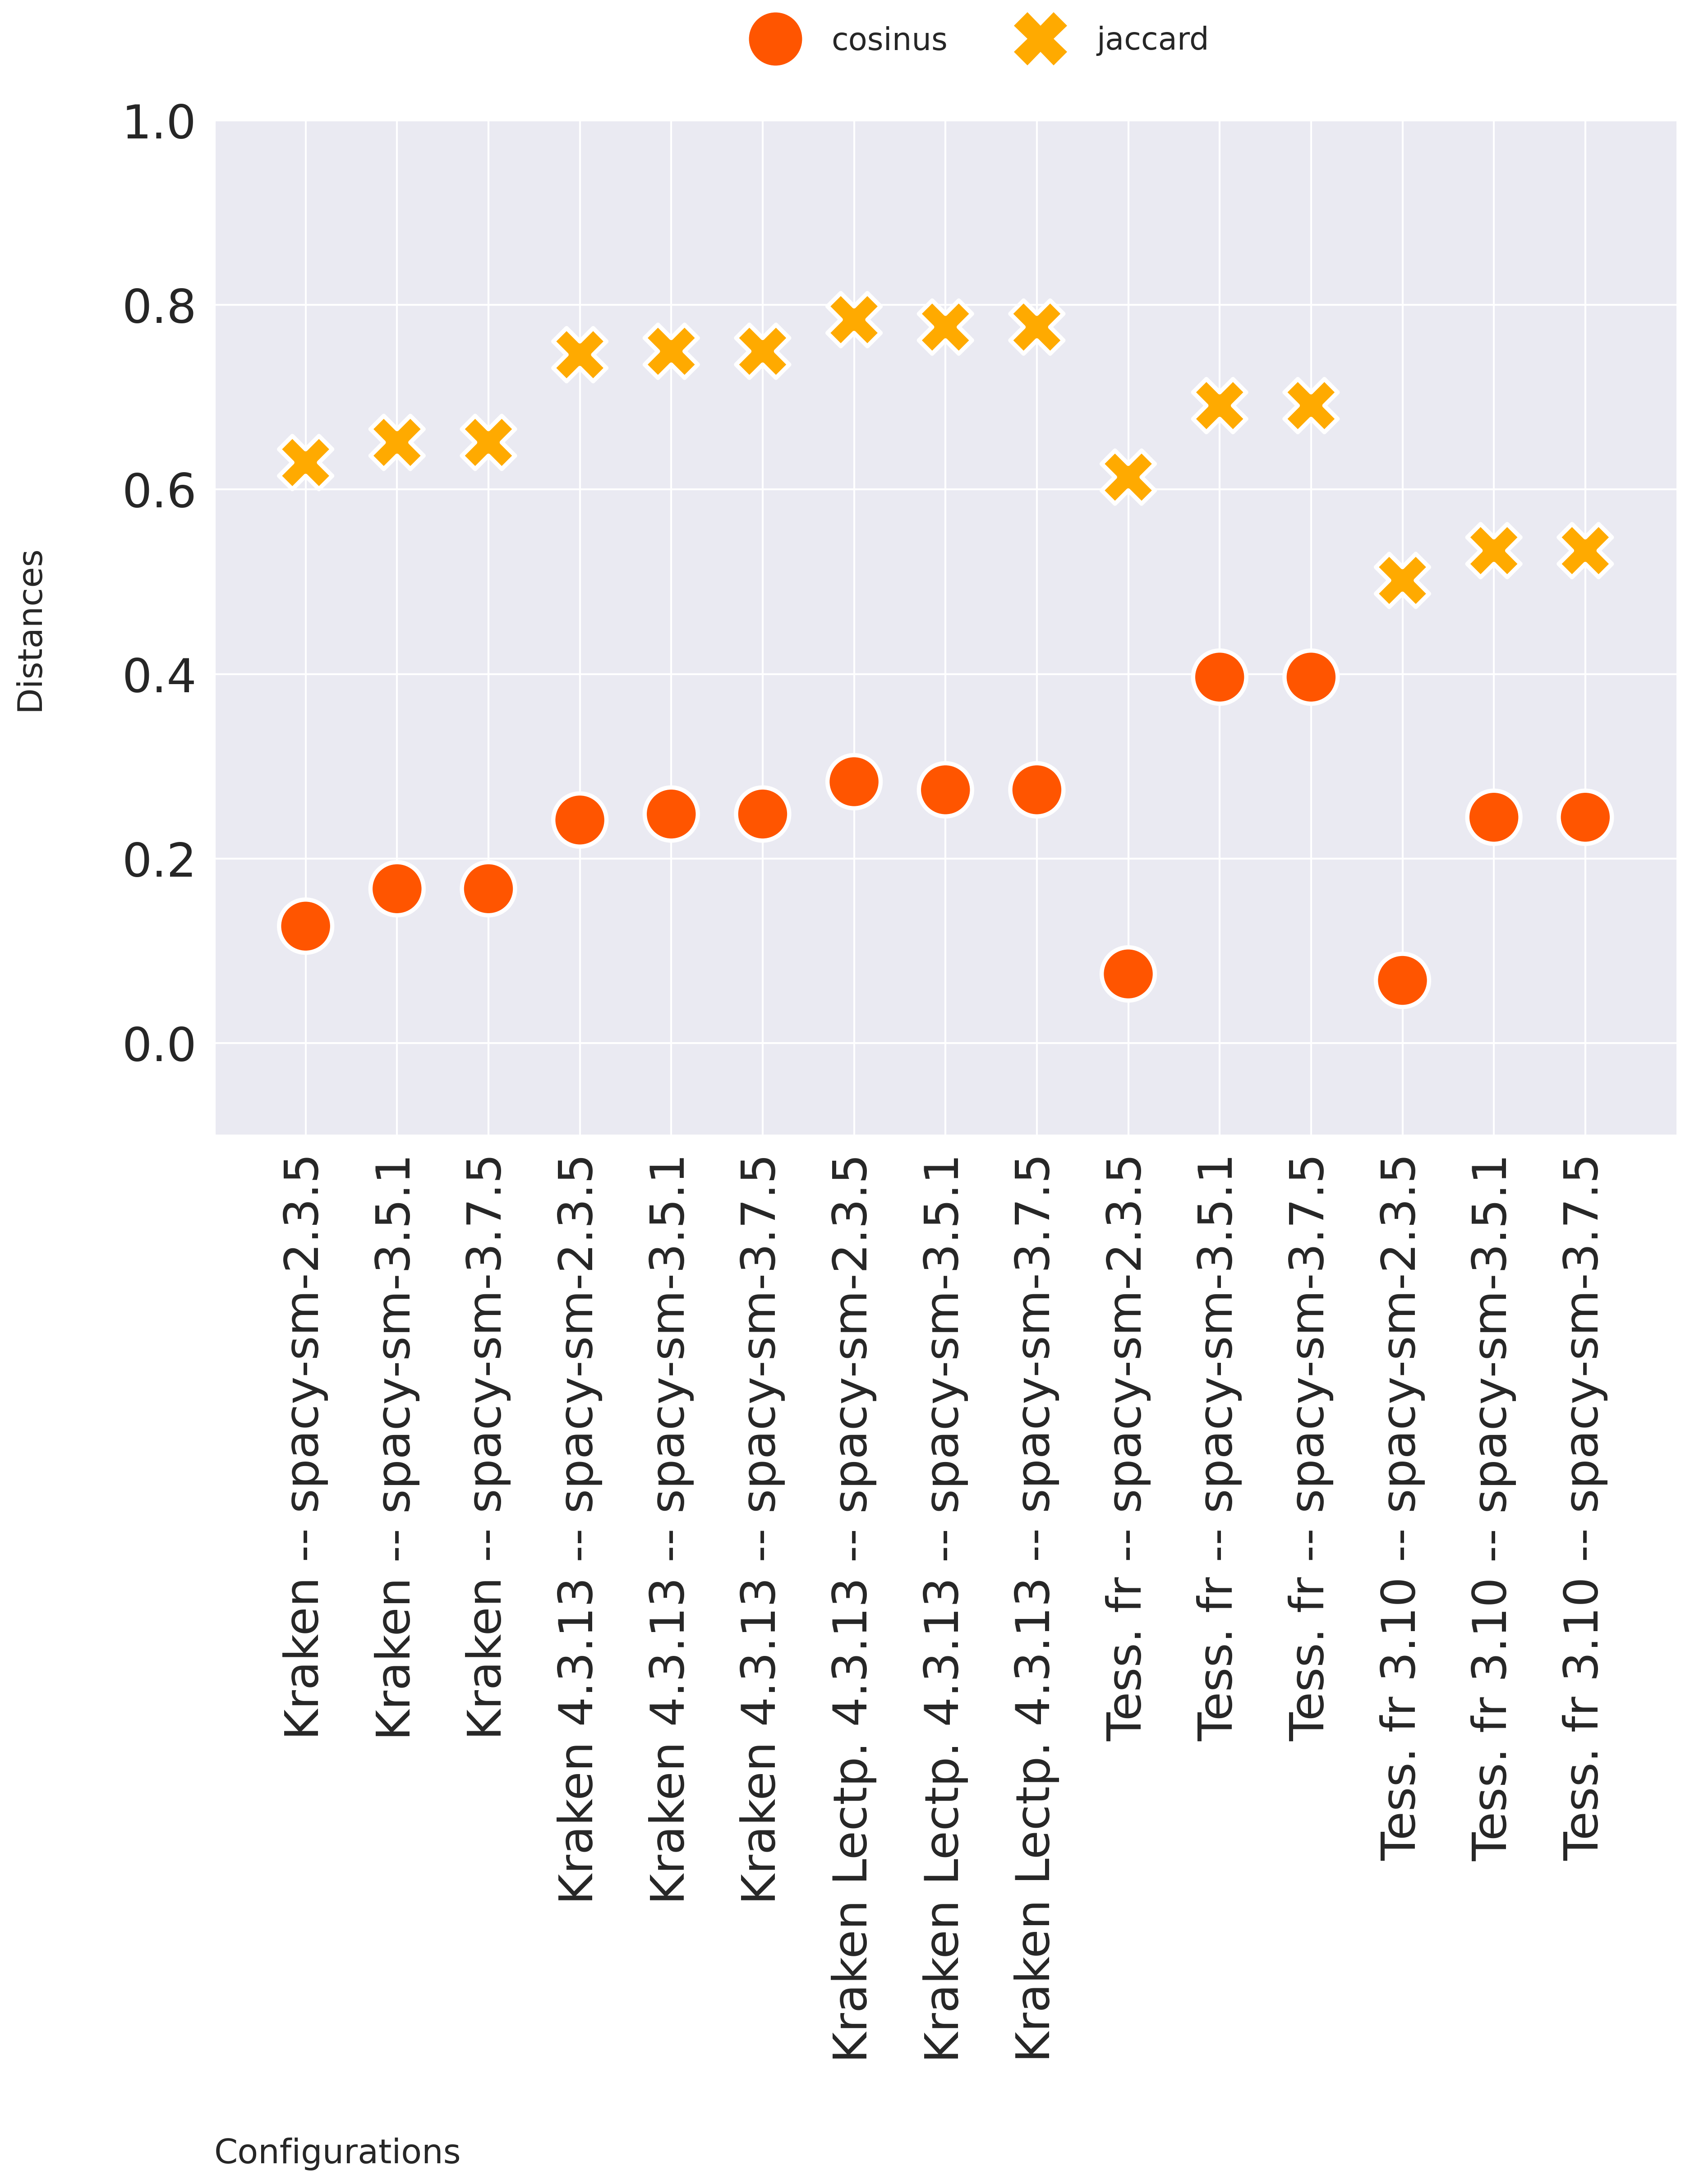 cosinus
jaccard
1.0
0.8
0.6
0.4
0.2
0.0
Distances
Kraken -- spacy-sm-2.3.5
Kraken -- spacy-sm-3.5.1
Kraken -- spacy-sm-3.7.5
Kraken 4.3.13 -- spacy-sm-2.3.5
Kraken 4.3.13 -- spacy-sm-3.5.1
Kraken 4.3.13 -- spacy-sm-3.7.5
Kraken Lectp. 4.3.13 -- spacy-sm-2.3.5
Kraken Lectp. 4.3.13 -- spacy-sm-3.5.1
Kraken Lectp. 4.3.13 -- spacy-sm-3.7.5
Tess. fr -- spacy-sm-2.3.5
Tess. fr -- spacy-sm-3.5.1
Tess. fr -- spacy-sm-3.7.5
Tess. fr 3.10 -- spacy-sm-2.3.5
Tess. fr 3.10 -- spacy-sm-3.5.1
Tess. fr 3.10 -- spacy-sm-3.7.5
Configurations